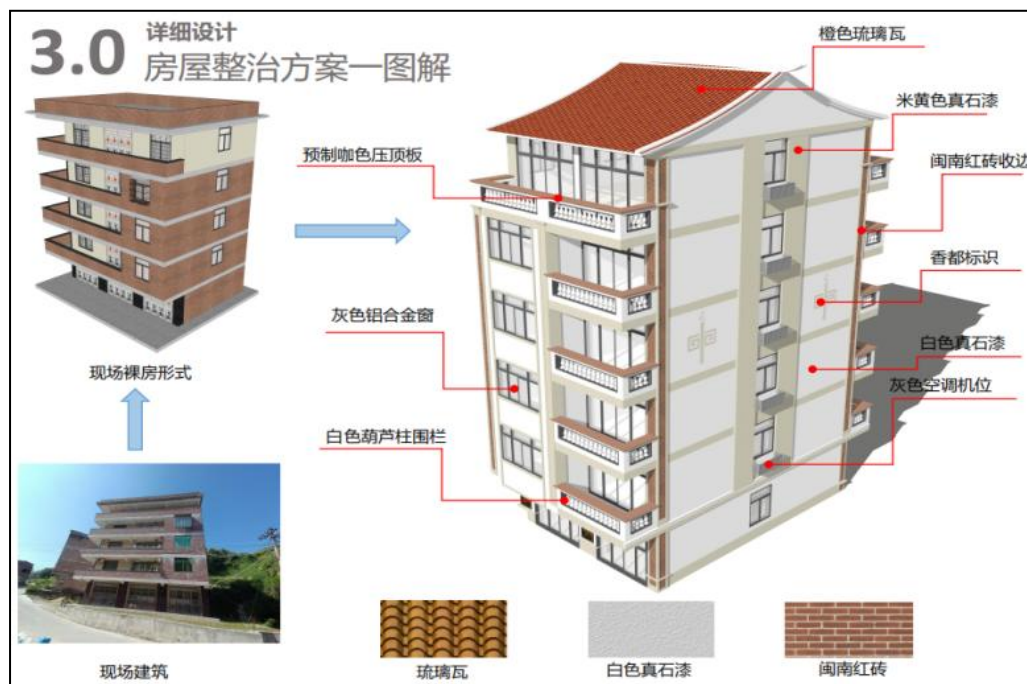 3.0
详细设计
房屋整治方案一图解
橙色琉璃瓦
米黄色真石漆
预制咖色压顶板
闽南红砖收边
香都标识
灰色铝合金窗
白色真石漆
现场裸房形式
灰色空调机位
白色葫芦柱围栏
现场建筑
琉璃瓦
白色真石漆
闽南红砖